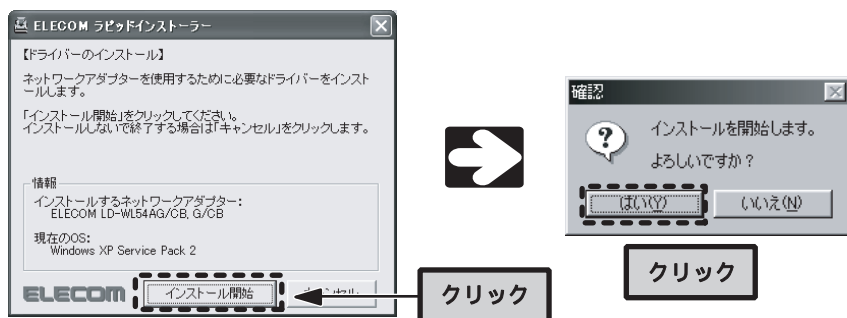 ELECOM ラピッドインストーラー
【ドライバーのインストール】
ネットワークアダプターを使用するために必要なドライバーをインスト
ールします。
「インストール開始」をクリックしてください。
インストールしないで終了する場合は「キャンセル」をクリックします。
情報
インストールするネットワークアダプター：
ELECOM LD-WL54AG/CB, G/CB
現在のOS:
Windows XP Service Pack 2
ELECOM
インストール開始
キャンセル
クリック
確認
インストールを開始します。
よろしいですか？
はい(Y)
いいえ(N)
クリック